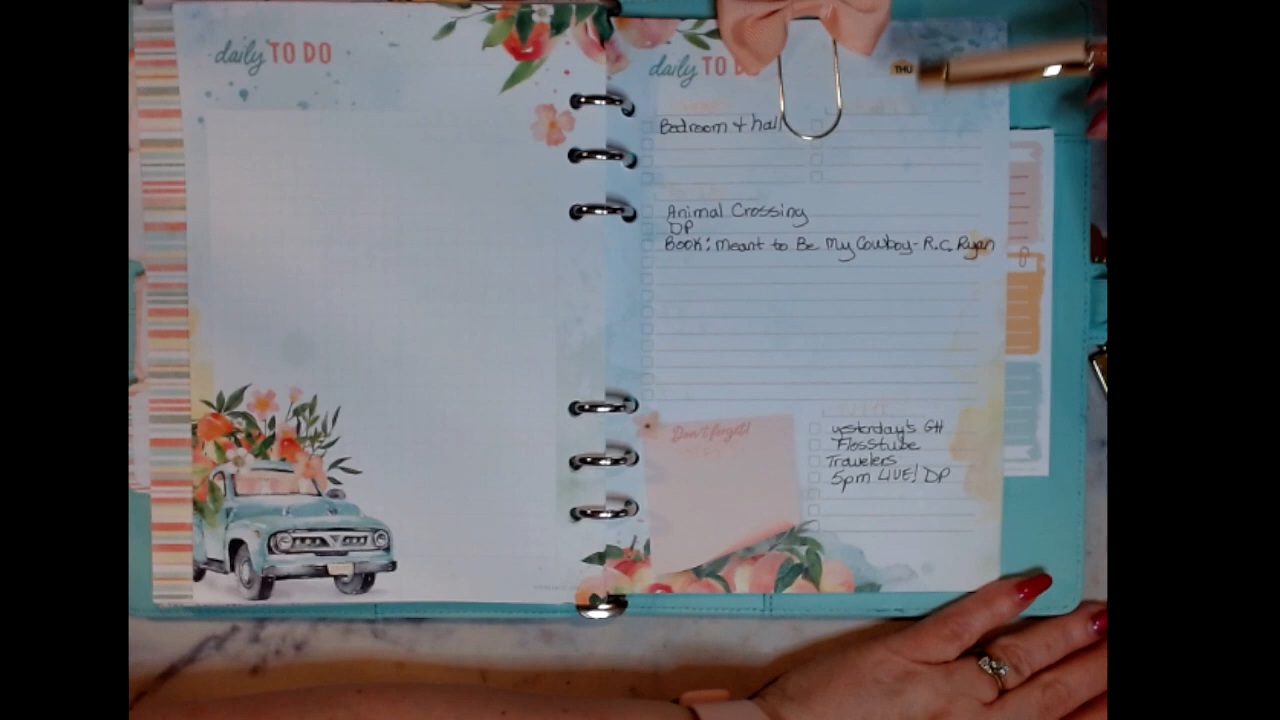 daily TO DO
daily TO DO
THU
Bedroom + hall
Animal Crossing
DP
Book: Meant to Be My Cowboy - R.C. Ryan
Don't forget!
yesterday's GH
Flosstube
Travelers
5pm LIVE! DP